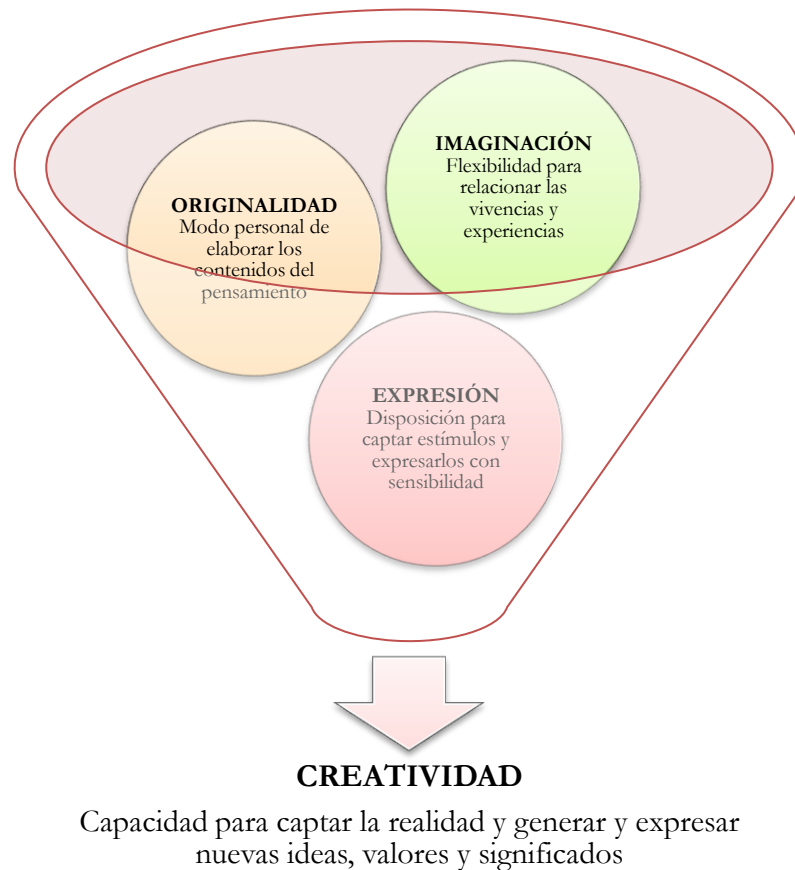 IMAGINACIÓN
Flexibilidad para
relacionar las
vivencias y
experiencias
ORIGINALIDAD
Modo personal de
elaborar los
contenidos del
pensamiento
EXPRESIÓN
Disposición para
captar estímulos y
expresarlos con
sensibilidad
CREATIVIDAD
Capacidad para captar la realidad y generar y expresar
nuevas ideas, valores y significados